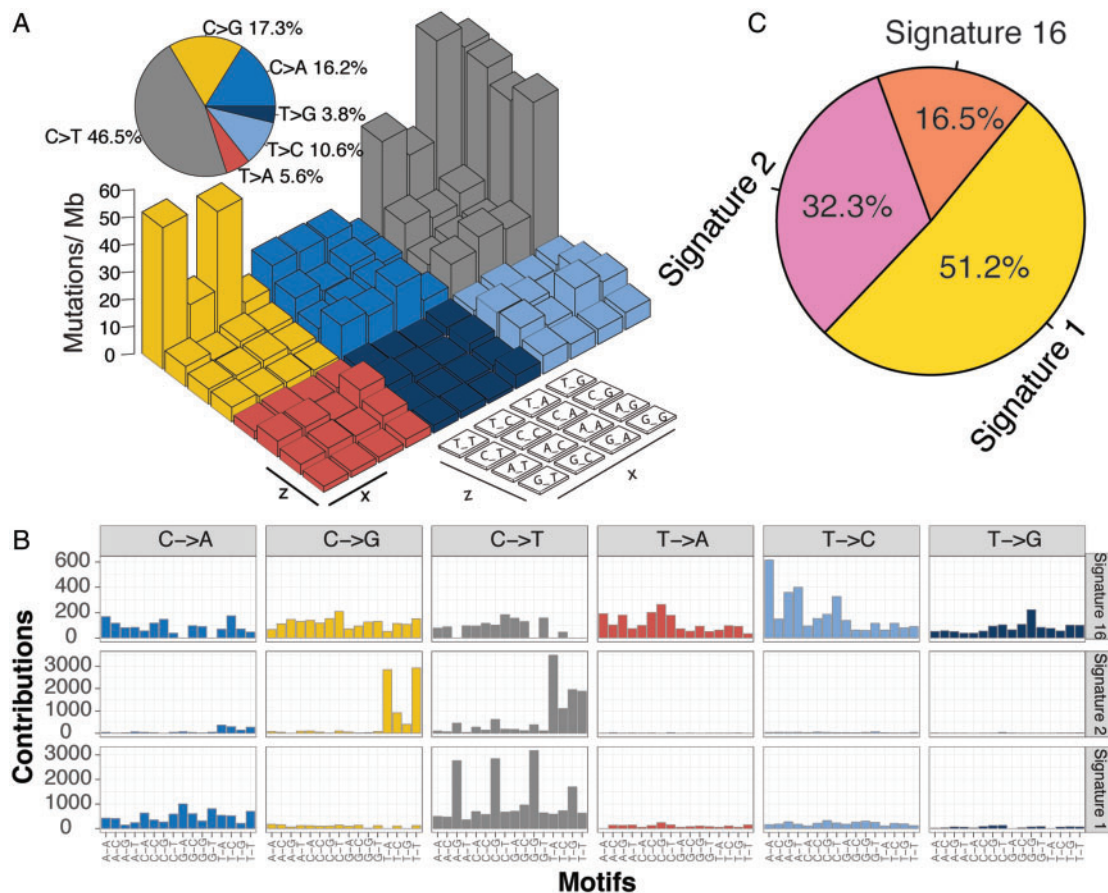 A
C>G 17.3%
C>A 16.2%
T>G 3.8%
C>T 46.5%
T>C 10.6%
T>A 5.6%
Mutations/ Mb
60
50
40
30
20
10
0
T_G
T_A C_G
T_C C_A A_G
T_T C_C A_A G_G
C_T A_C G_A
A_T G_C
G_T
z x
z x
C
Signature 16
16.5%
Signature 2
32.3%
51.2%
Signature 1
B
C->A C->G C->T T->A T->C T->G
Contributions
600
400
200
0
Signature 16
3000
2000
1000
0
Signature 2
3000
2000
1000
0
Signature 1
Motifs